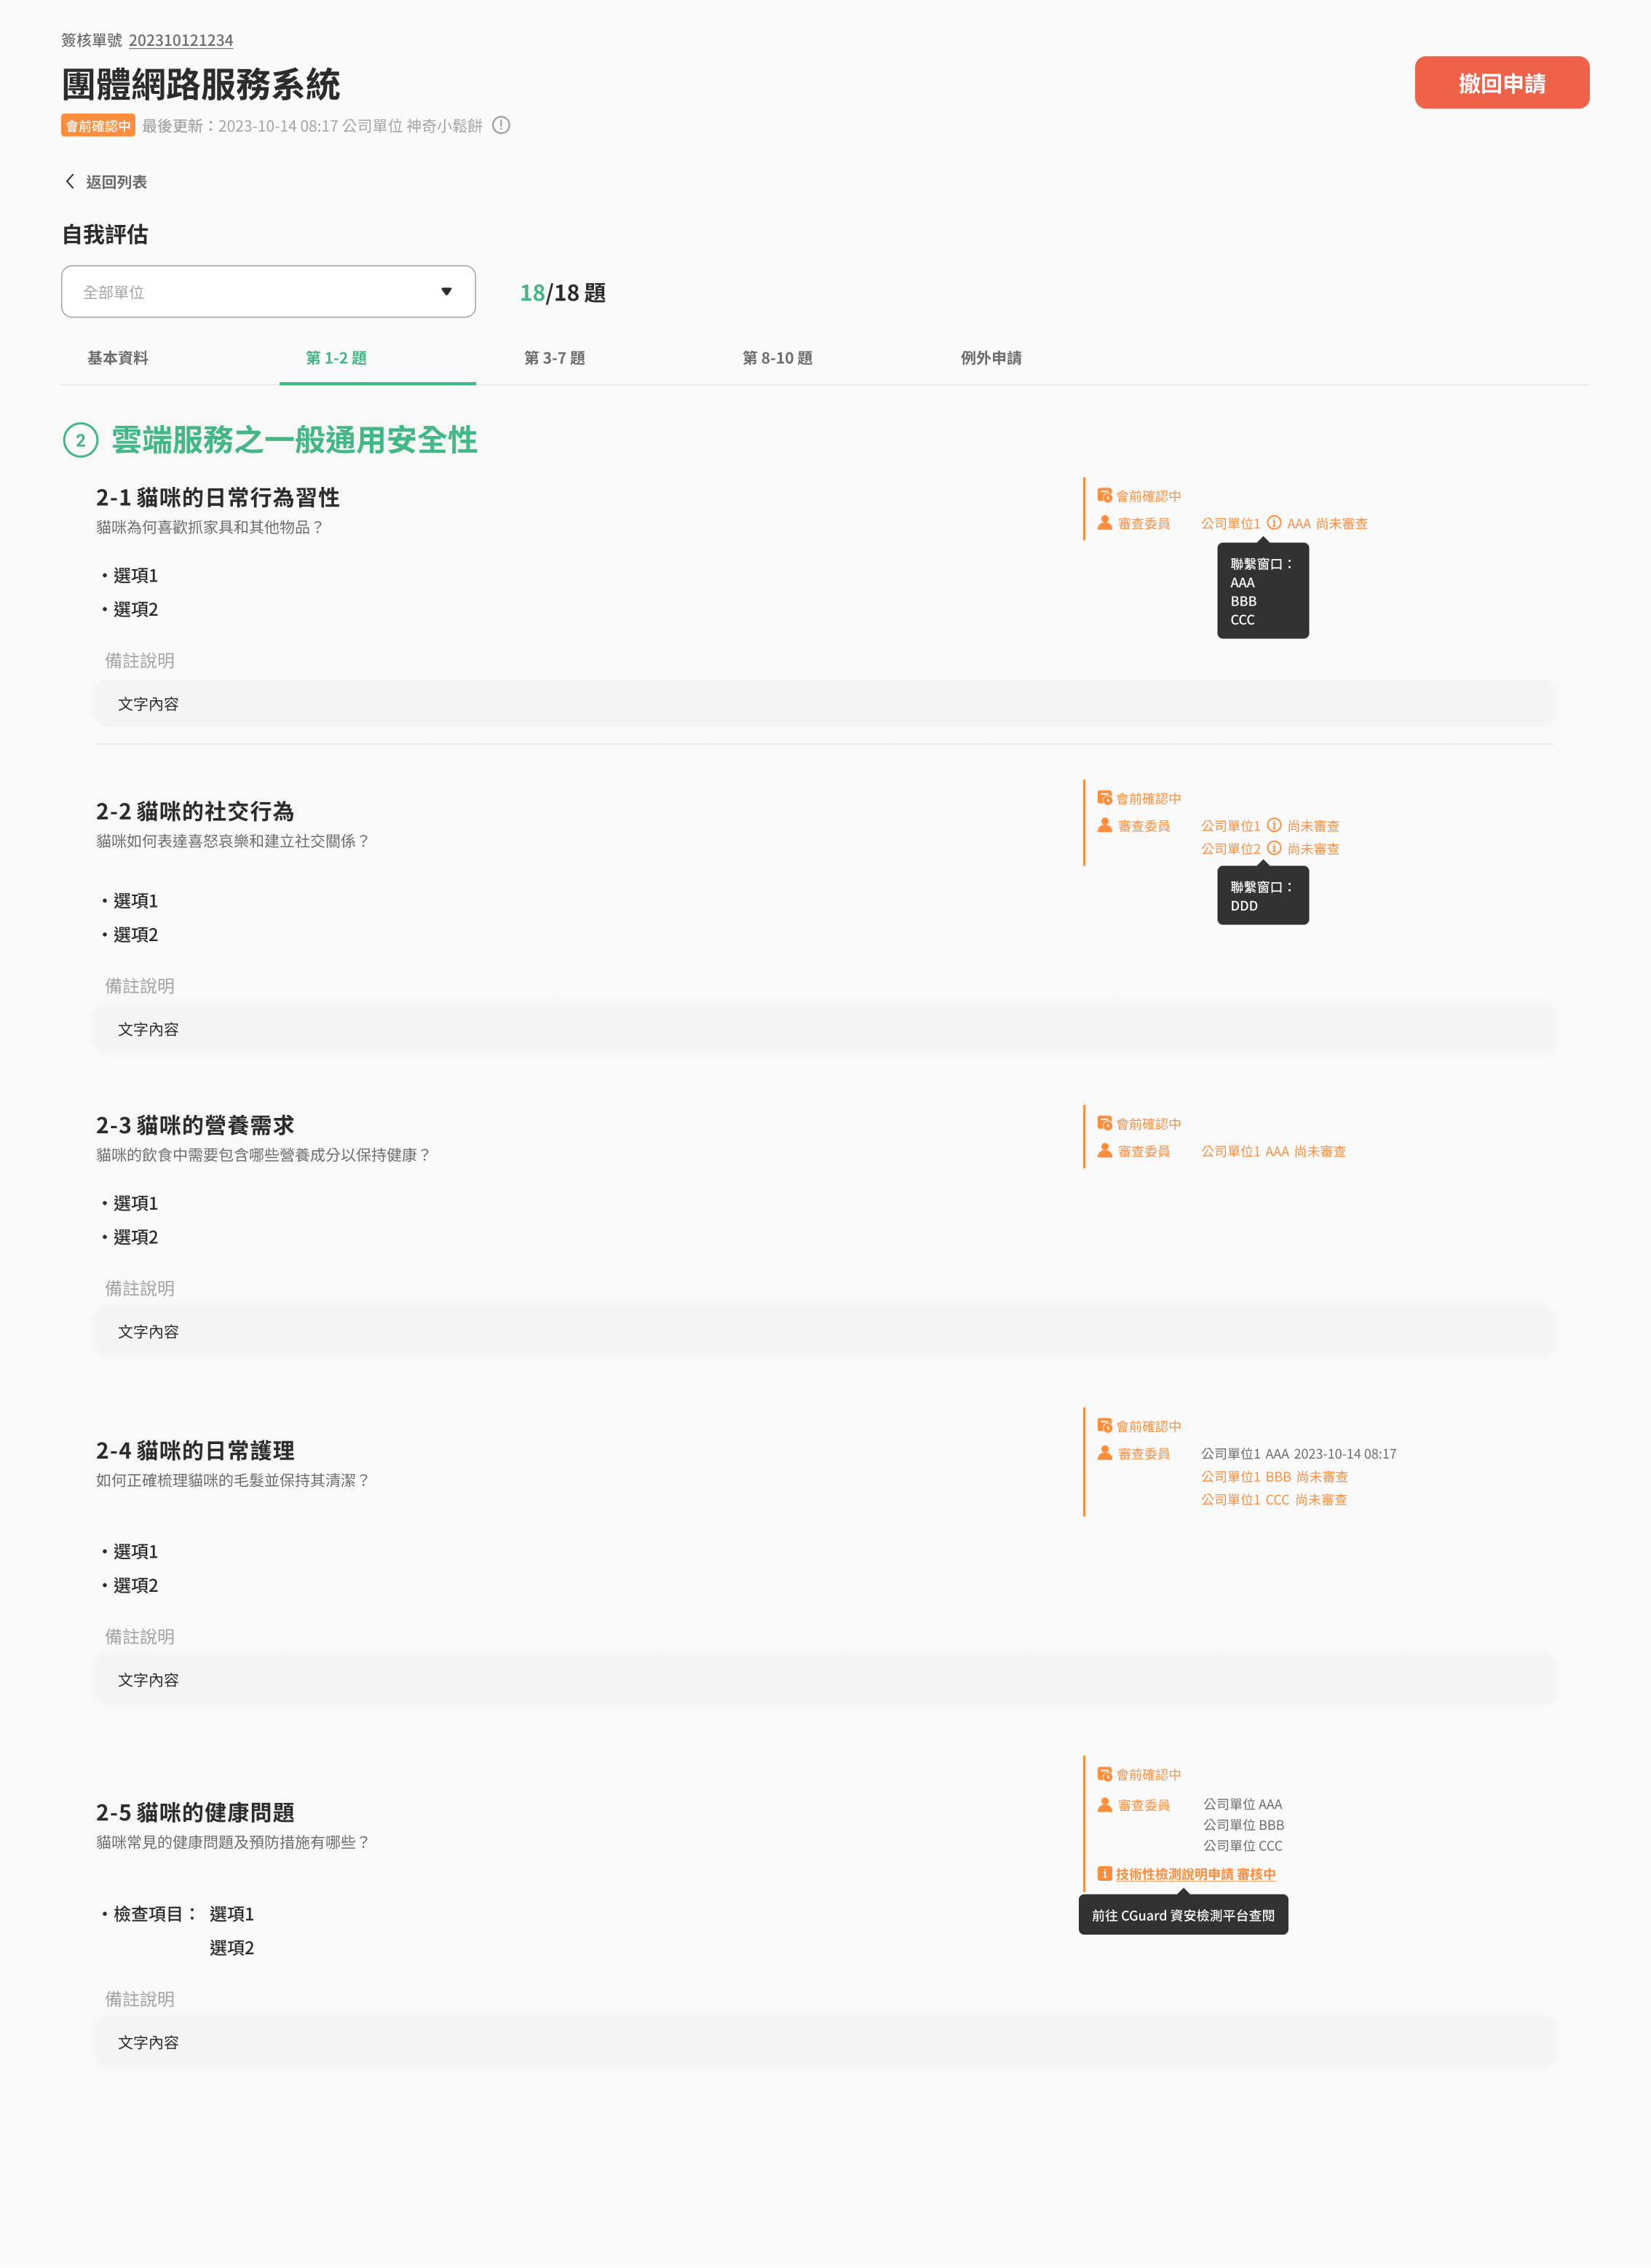 簽核單號 202310121234
團體網路服務系統
撤回申請
會前確認中 最後更新：2023-10-14 08:17 公司單位 神奇小鬆餅
返回列表
自我評估
全部單位
18/18 題
基本資料 第 1-2 題 第 3-7 題 第 8-10 題 例外申請
2 雲端服務之一般通用安全性
2-1 貓咪的日常行為習性
貓咪為何喜歡抓家具和其他物品？
會前確認中
審查委員 公司單位1 AAA 尚未審查
聯繫窗口：
AAA
BBB
CCC
・選項1
・選項2
備註說明
文字內容
2-2 貓咪的社交行為
貓咪如何表達喜怒哀樂和建立社交關係？
會前確認中
審查委員 公司單位1 尚未審查
公司單位2 尚未審查
聯繫窗口：
DDD
・選項1
・選項2
備註說明
文字內容
2-3 貓咪的營養需求
貓咪的飲食中需要包含哪些營養成分以保持健康？
會前確認中
審查委員 公司單位1 AAA 尚未審查
・選項1
・選項2
備註說明
文字內容
2-4 貓咪的日常護理
如何正確梳理貓咪的毛髮並保持其清潔？
會前確認中
審查委員 公司單位1 AAA 2023-10-14 08:17
公司單位1 BBB 尚未審查
公司單位1 CCC 尚未審查
・選項1
・選項2
備註說明
文字內容
2-5 貓咪的健康問題
貓咪常見的健康問題及預防措施有哪些？
會前確認中
審查委員 公司單位 AAA
公司單位 BBB
公司單位 CCC
技術性檢測說明申請 審核中
前往 CGuard 資安檢測平台查閱
・檢查項目： 選項1
選項2
備註說明
文字內容